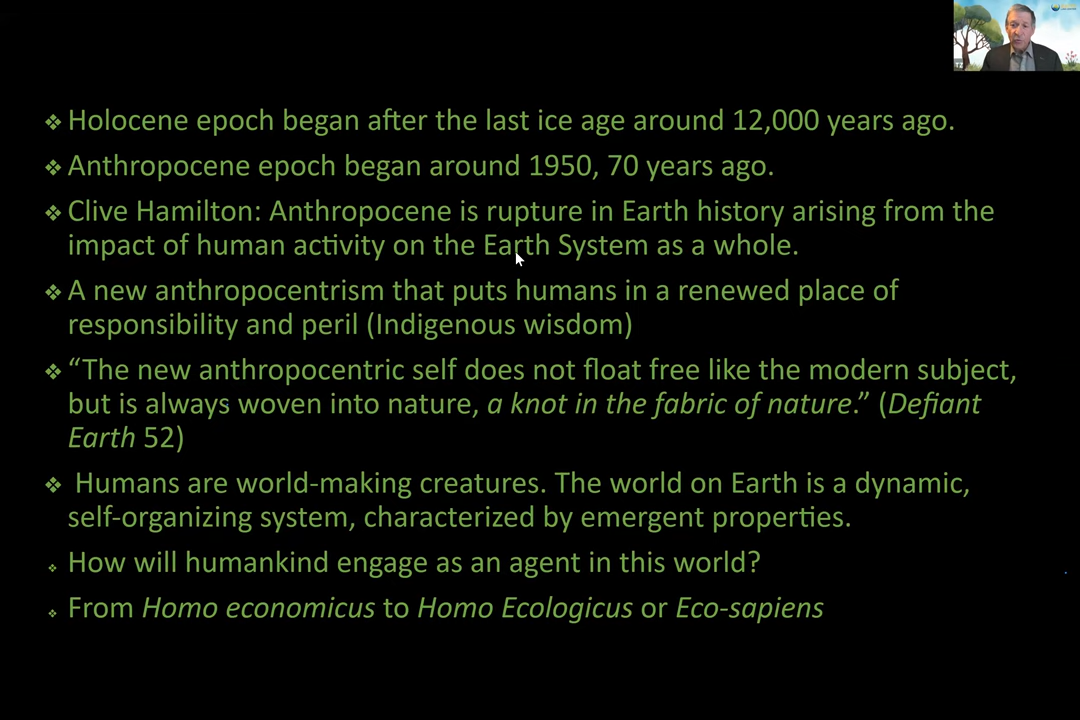 ❖ Holocene epoch began after the last ice age around 12,000 years ago.
❖ Anthropocene epoch began around 1950, 70 years ago.
❖ Clive Hamilton: Anthropocene is rupture in Earth history arising from the
impact of human activity on the Earth System as a whole.
❖ A new anthropocentrism that puts humans in a renewed place of
responsibility and peril (Indigenous wisdom)
❖ “The new anthropocentric self does not float free like the modern subject,
but is always woven into nature, a knot in the fabric of nature.” (Defiant
Earth 52)
❖ Humans are world-making creatures. The world on Earth is a dynamic,
self-organizing system, characterized by emergent properties.
❖ How will humankind engage as an agent in this world?
❖ From Homo economicus to Homo Ecologicus or Eco-sapiens